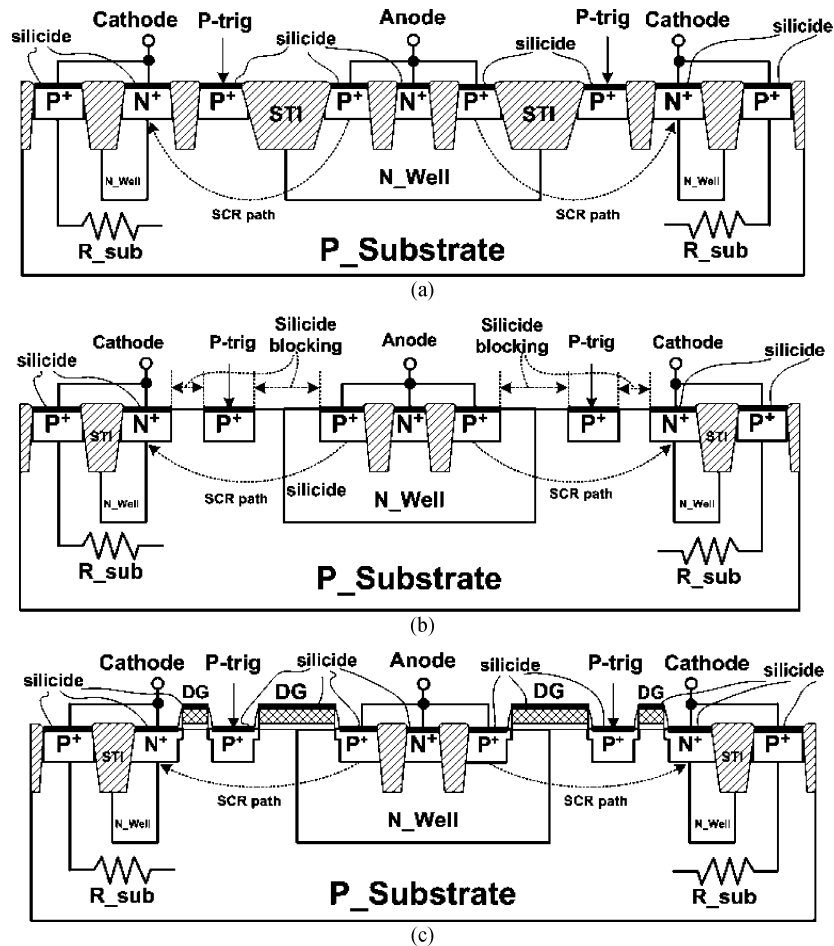 Cathode P-trig Anode P-trig Cathode
silicide silicide silicide silicide silicide
P+ N+ P+ P+ N+ P+ P+ N+ P+
STI STI
N_Well N_Well N_Well
SCR path SCR path
R_sub R_sub
P_Substrate
(a)
Silicide blocking Silicide blocking
Cathode P-trig Anode P-trig Cathode
silicide silicide
P+ N+ P+ P+ N+ P+ P+ N+ P+
STI STI
N_Well SCR path silicide N_Well SCR path N_Well
R_sub R_sub
P_Substrate
(b)
Cathode P-trig silicide Anode silicide P-trig Cathode
silicide DG DG DG DG silicide
P+ N+ P+ P+ N+ P+ P+ N+ P+
STI STI
SCR path SCR path
N_Well N_Well N_Well
R_sub R_sub
P_Substrate
(c)